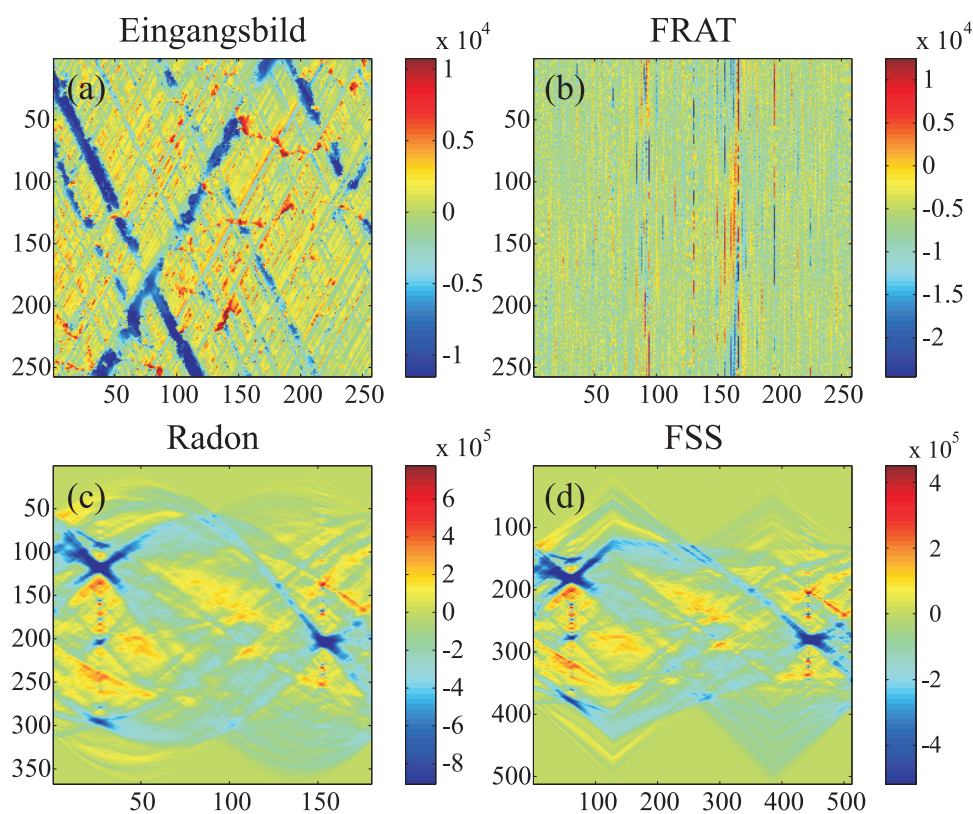 Eingangsbild
(a)
50
100
150
200
250
50 100 150 200 250
x 10^4
1
0.5
0
-0.5
-1
FRAT
(b)
50
100
150
200
250
50 100 150 200 250
x 10^4
1
0.5
0
-0.5
-1
-1.5
-2
Radon
(c)
50
100
150
200
250
300
350
50 100 150
x 10^5
6
4
2
0
-2
-4
-6
-8
FSS
(d)
100
200
300
400
500
100 200 300 400 500
x 10^5
4
2
0
-2
-4